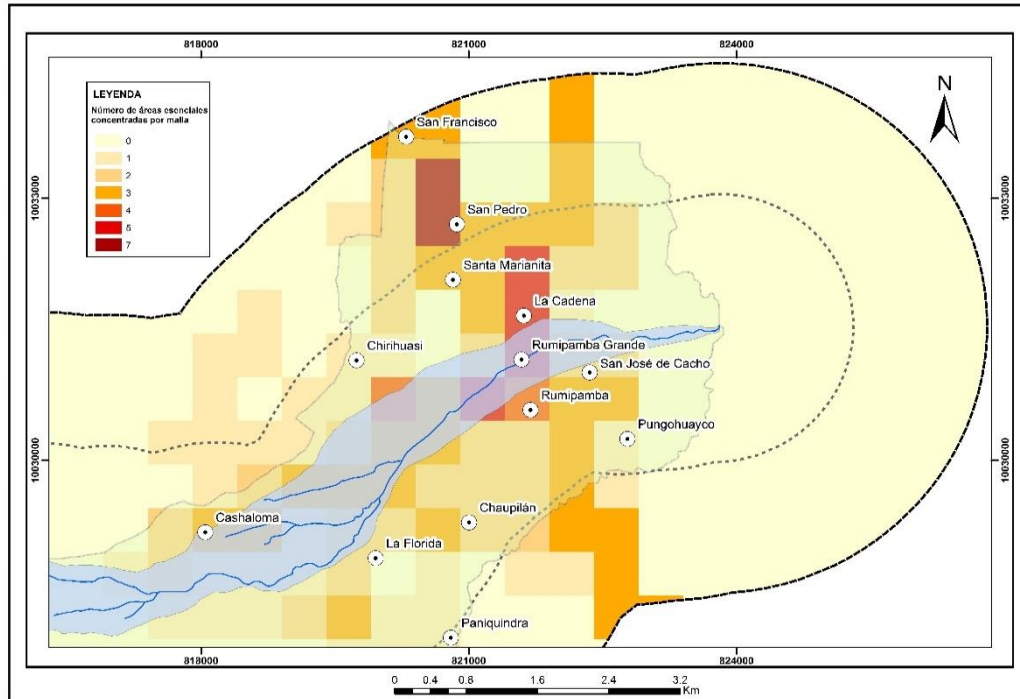 818000
821000
824000
LEYENDA
Número de áreas esenciales
concentradas por malla
0
1
2
3
4
5
7
N
San Francisco
10033000
10033000
San Pedro
Santa Marianita
La Cadena
Chirihuasi
Rumipamba Grande
San José de Cacho
Rumipamba
Pungohuayco
10030000
10030000
Cashaloma
Chaupilán
La Florida
Paniquindra
818000
821000
824000
0 0.4 0.8 1.6 2.4 3.2
Km